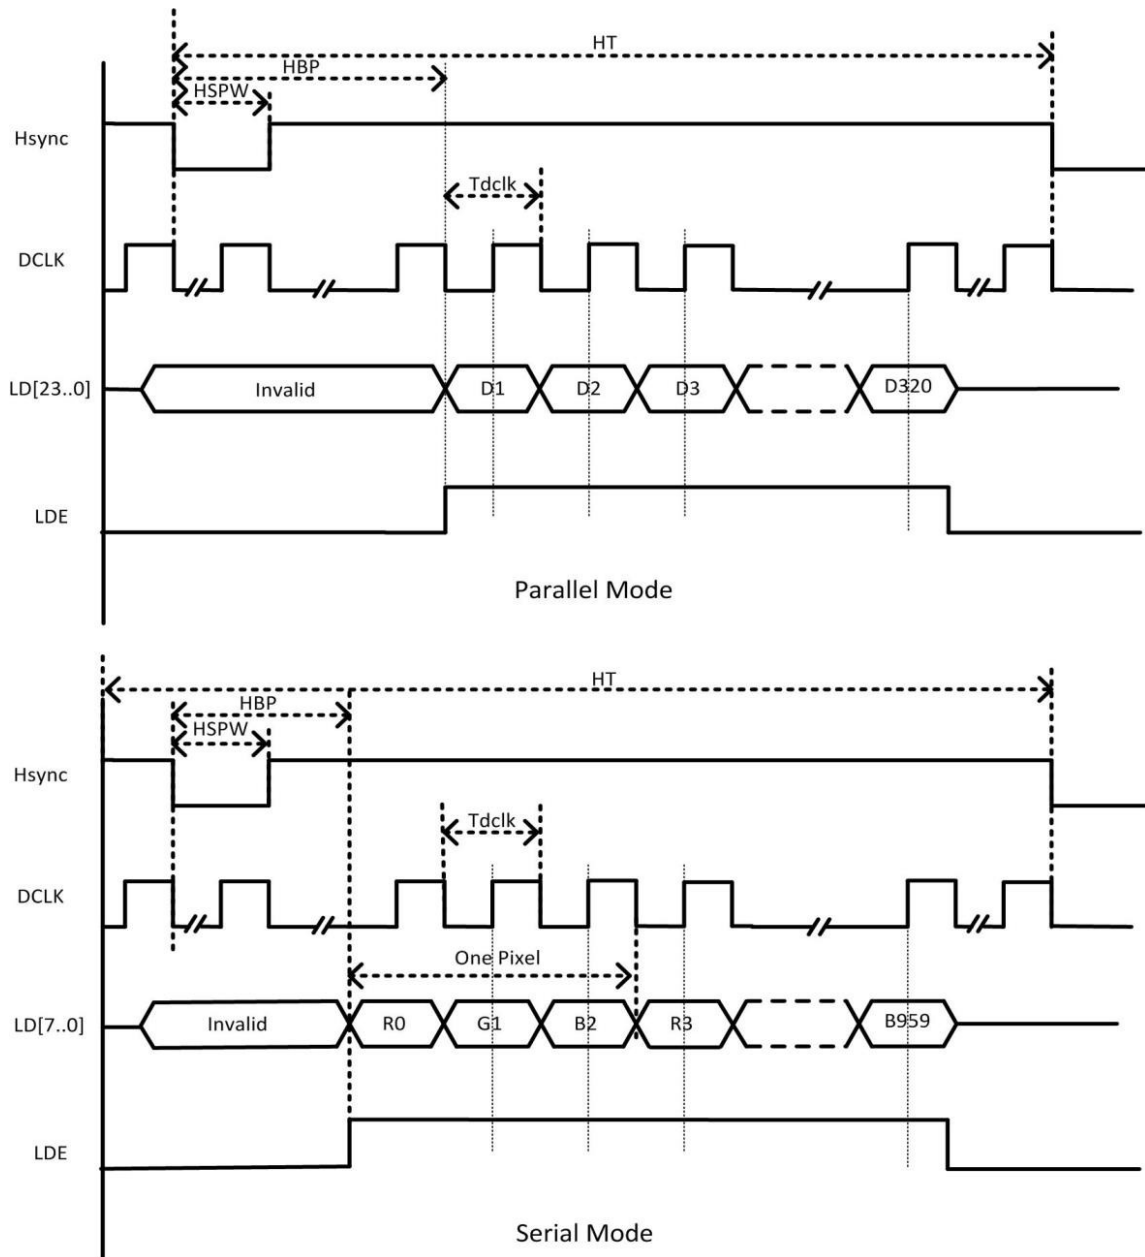 HT
HBP
HSPW
Hsync
Tdclk
DCLK
LD[23..0] Invalid D1 D2 D3 D320
LDE
Parallel Mode
HT
HBP
HSPW
Hsync
Tdclk
DCLK
One Pixel
LD[7..0] Invalid R0 G1 B2 R3 B959
LDE
Serial Mode